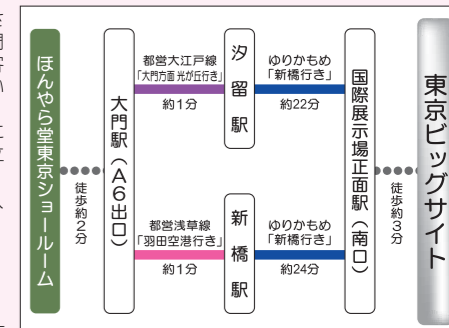 ほんやら堂東京ショールーム
徒歩約2分
大門駅(A6出口)
都営大江戸線
「大門方面 光が丘行き」
約1分
汐留駅
ゆりかもめ
「新橋行き」
約22分
都営浅草線
「羽田空港行き」
約1分
新橋駅
ゆりかもめ
「新橋行き」
約24分
国際展示場正面駅(南口)
徒歩約3分
東京ビッグサイト